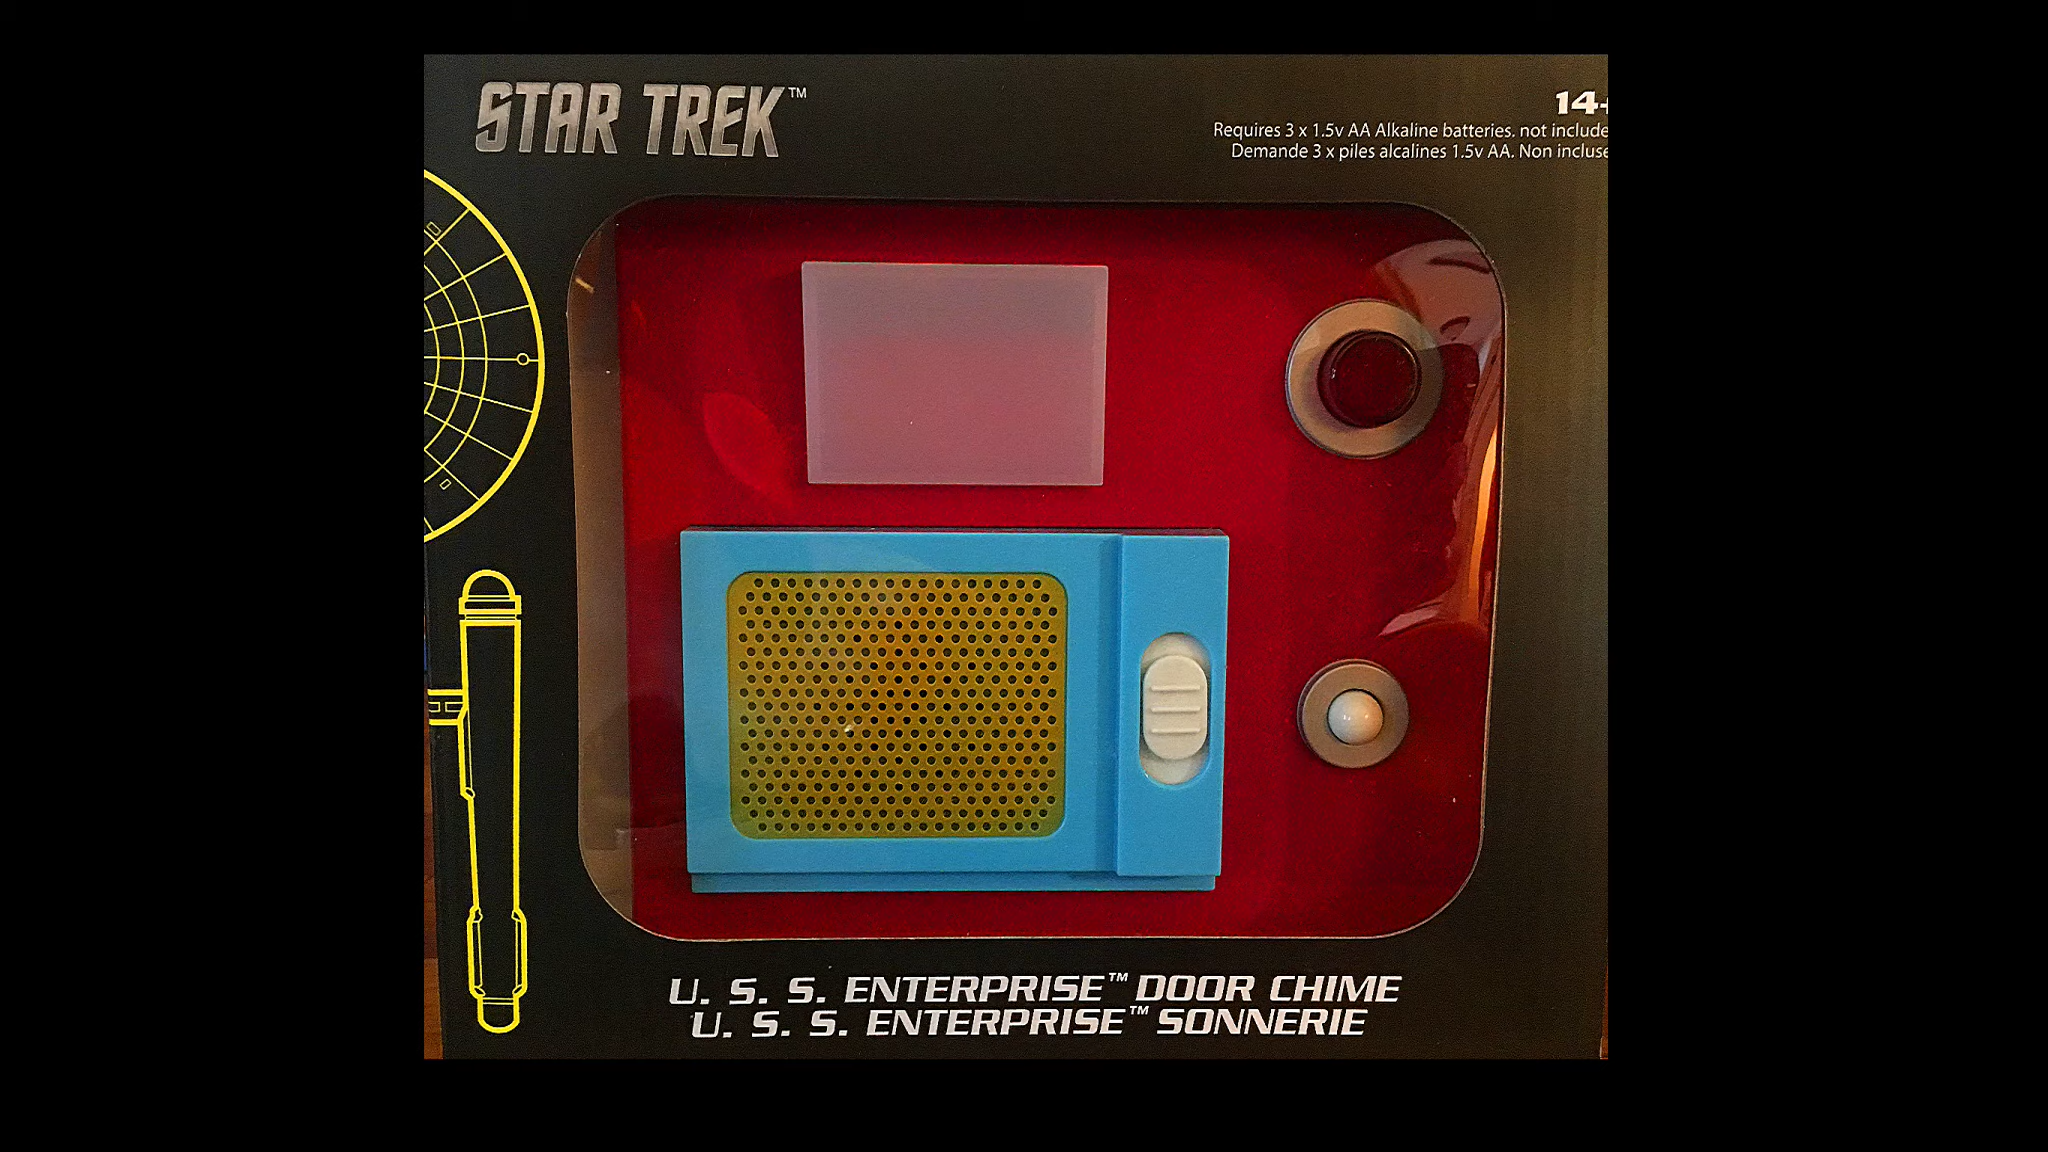 STAR TREK™
14+
Requires 3 x 1.5v AA Alkaline batteries. not include
Demande 3 x piles alcalines 1.5v AA. Non incluse
U. S. S. ENTERPRISE™ DOOR CHIME
U. S. S. ENTERPRISE™ SONNERIE